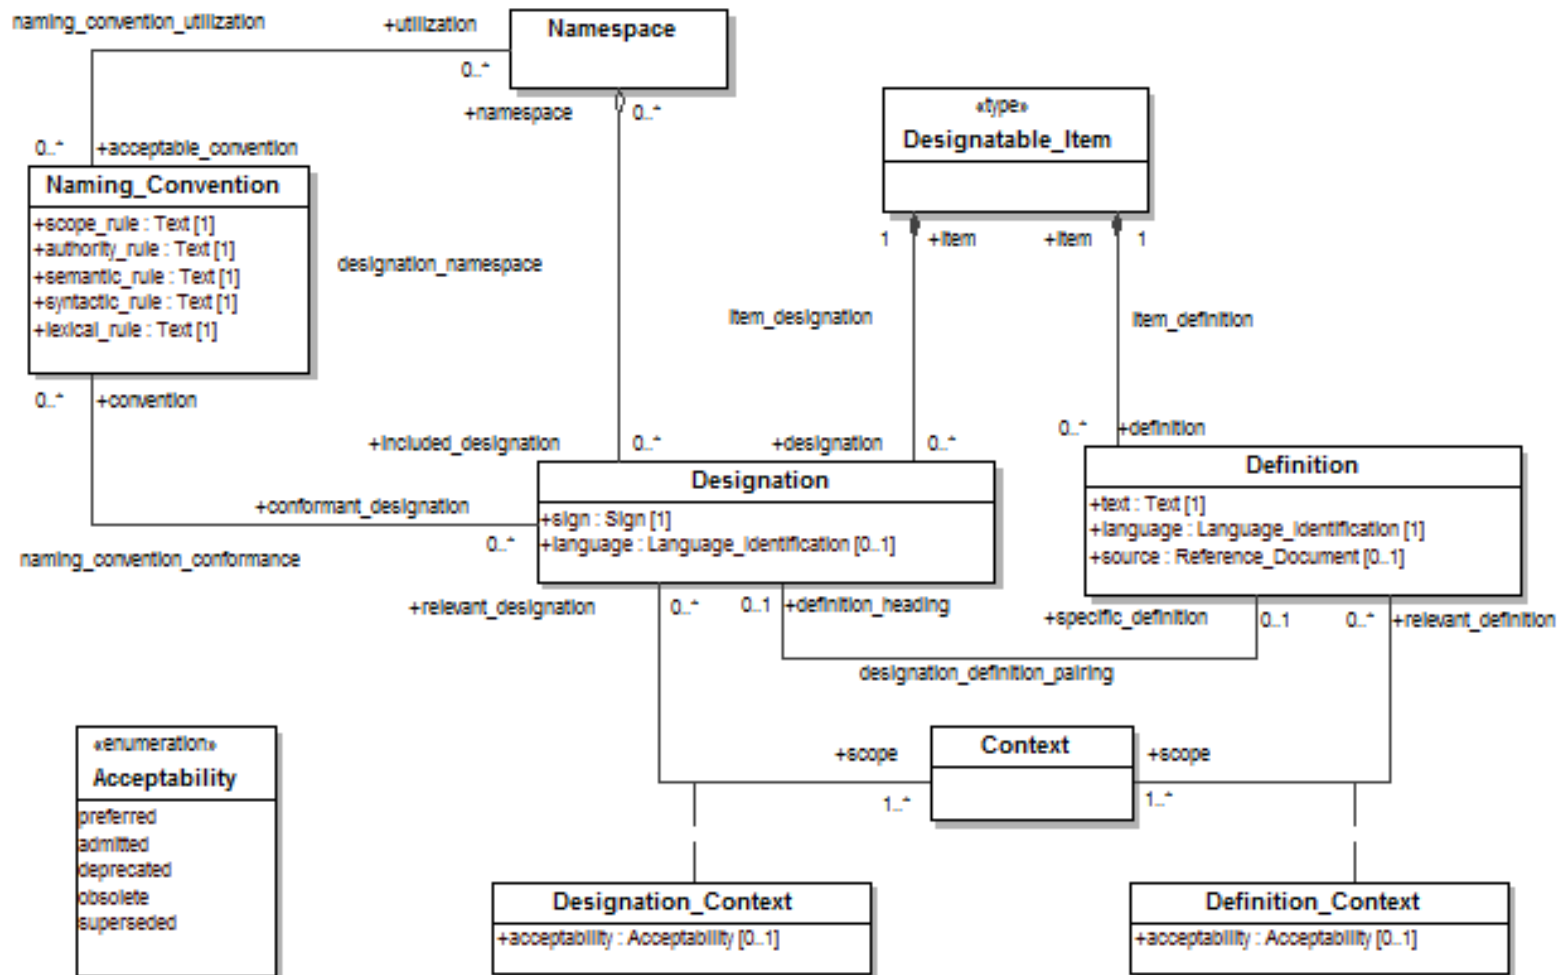 naming_convention_utilization
+utilization
Namespace
0..*
+namespace
0..*
«type»
Designatable_Item
0..*
+acceptable_convention
Naming_Convention
+scope_rule : Text [1]
+authority_rule : Text [1]
+semantic_rule : Text [1]
+syntactic_rule : Text [1]
+lexical_rule : Text [1]
designation_namespace
1
+item
+item
1
item_designation
item_definition
0..*
+convention
+included_designation
0..*
+designation
0..*
0..*
+definition
Designation
+sign : Sign [1]
+language : Language_Identification [0..1]
Definition
+text : Text [1]
+language : Language_Identification [1]
+source : Reference_Document [0..1]
+conformant_designation
0..*
naming_convention_conformance
+relevant_designation
0..*
0..1
+definition_heading
+specific_definition
0..1
0..*
+relevant_definition
designation_definition_pairing
«enumeration»
Acceptability
preferred
admitted
deprecated
obsolete
superseded
+scope
Context
+scope
1..*
1..*
Designation_Context
+acceptability : Acceptability [0..1]
Definition_Context
+acceptability : Acceptability [0..1]